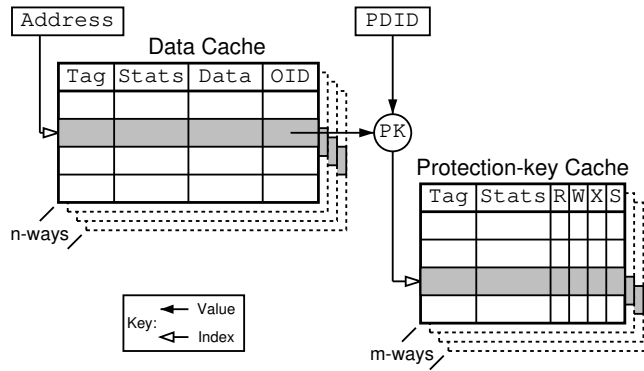 Address
PDID
Data Cache
Tag Stats Data OID
PK
Protection-key Cache
Tag Stats R W X S
n-ways
Key:
Value
Index
m-ways